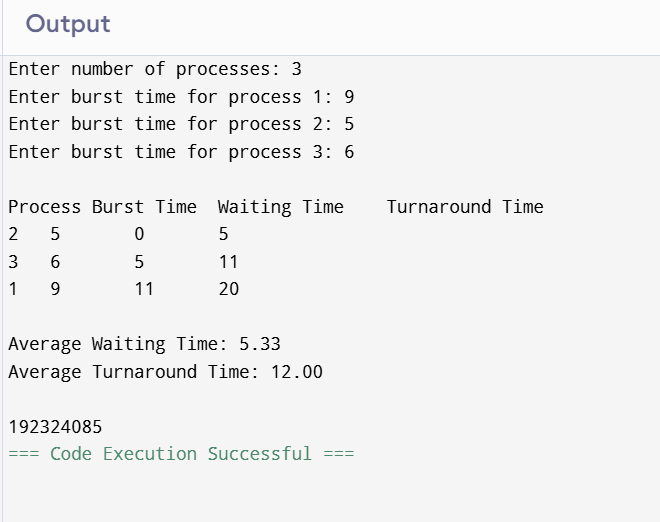 Output
Enter number of processes: 3
Enter burst time for process 1: 9
Enter burst time for process 2: 5
Enter burst time for process 3: 6
Process Burst Time  Waiting Time    Turnaround Time
2   5       0       5
3   6       5       11
1   9       11      20
Average Waiting Time: 5.33
Average Turnaround Time: 12.00
192324085
=== Code Execution Successful ===